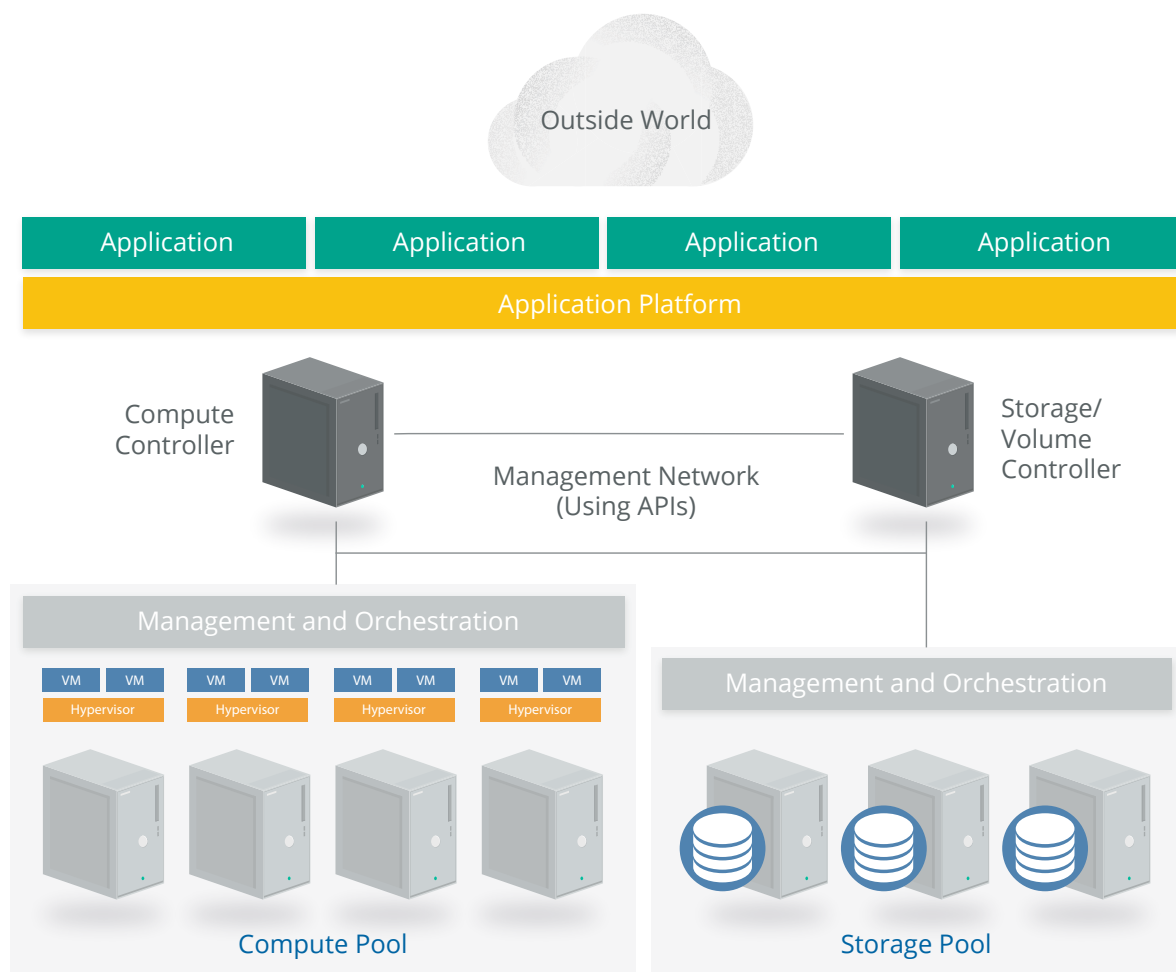 Outside World
Application Application Application Application
Application Platform
Compute
Controller
Storage/
Volume
Controller
Management Network
(Using APIs)
Management and Orchestration
VM VM VM VM VM VM VM VM
Hypervisor Hypervisor Hypervisor Hypervisor
Management and Orchestration
Compute Pool
Storage Pool